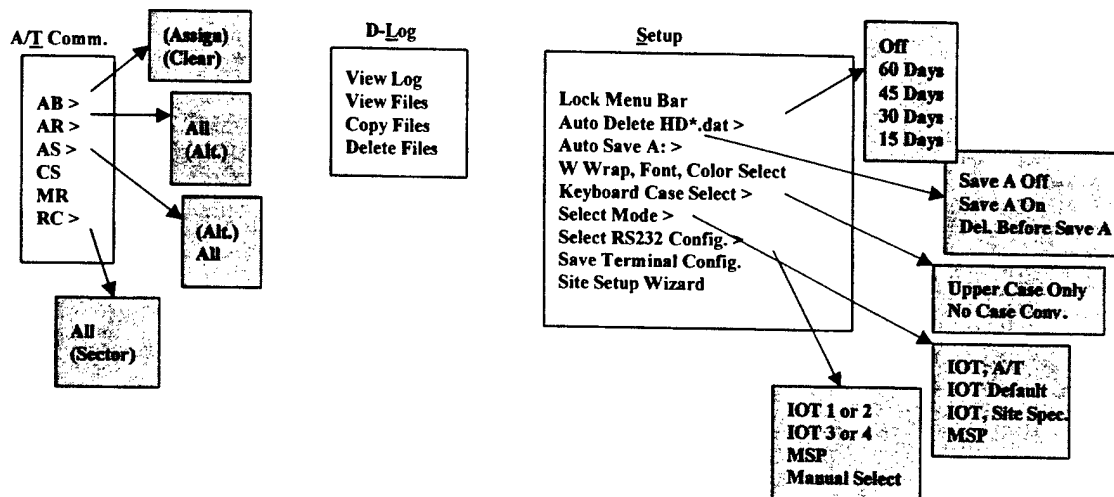 A/T Comm.
AB >
AR >
AS >
CS
MR
RC >
(Assign)
(Clear)
All
(Alt.)
(Alt.)
All
All
(Sector)
D-Log
View Log
View Files
Copy Files
Delete Files
Setup
Lock Menu Bar
Auto Delete HD*.dat >
Auto Save A: >
W Wrap, Font, Color Select
Keyboard Case Select >
Select Mode >
Select RS232 Config. >
Save Terminal Config.
Site Setup Wizard
Off
60 Days
45 Days
30 Days
15 Days
Save A Off
Save A On
Del. Before Save A
Upper Case Only
No Case Conv.
IOT, A/T
IOT Default
IOT, Site Spec.
MSP
IOT 1 or 2
IOT 3 or 4
MSP
Manual Select